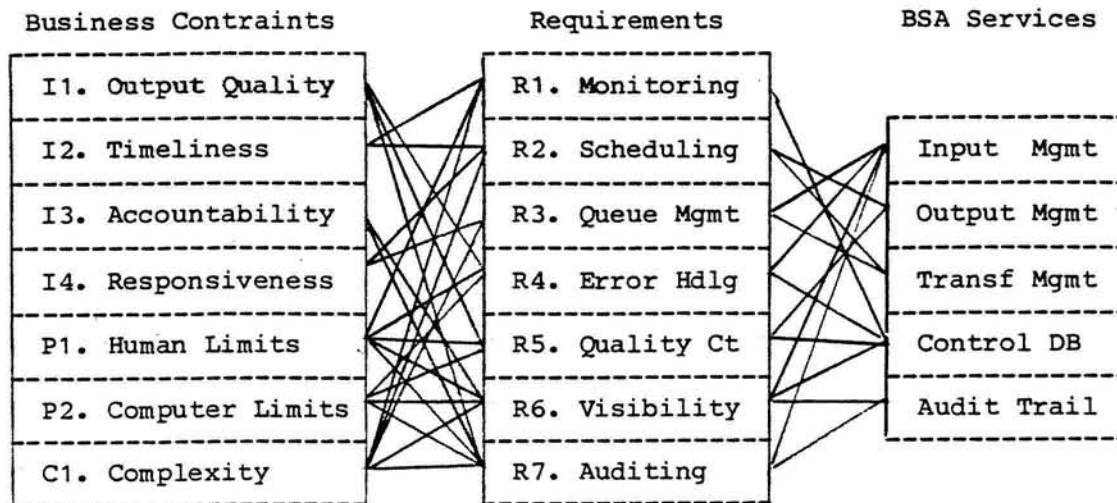 Business Contraints
Requirements
BSA Services
I1. Output Quality
I2. Timeliness
I3. Accountability
I4. Responsiveness
P1. Human Limits
P2. Computer Limits
C1. Complexity
R1. Monitoring
R2. Scheduling
R3. Queue Mgmt
R4. Error Hdlg
R5. Quality Ct
R6. Visibility
R7. Auditing
Input Mgmt
Output Mgmt
Transf Mgmt
Control DB
Audit Trail